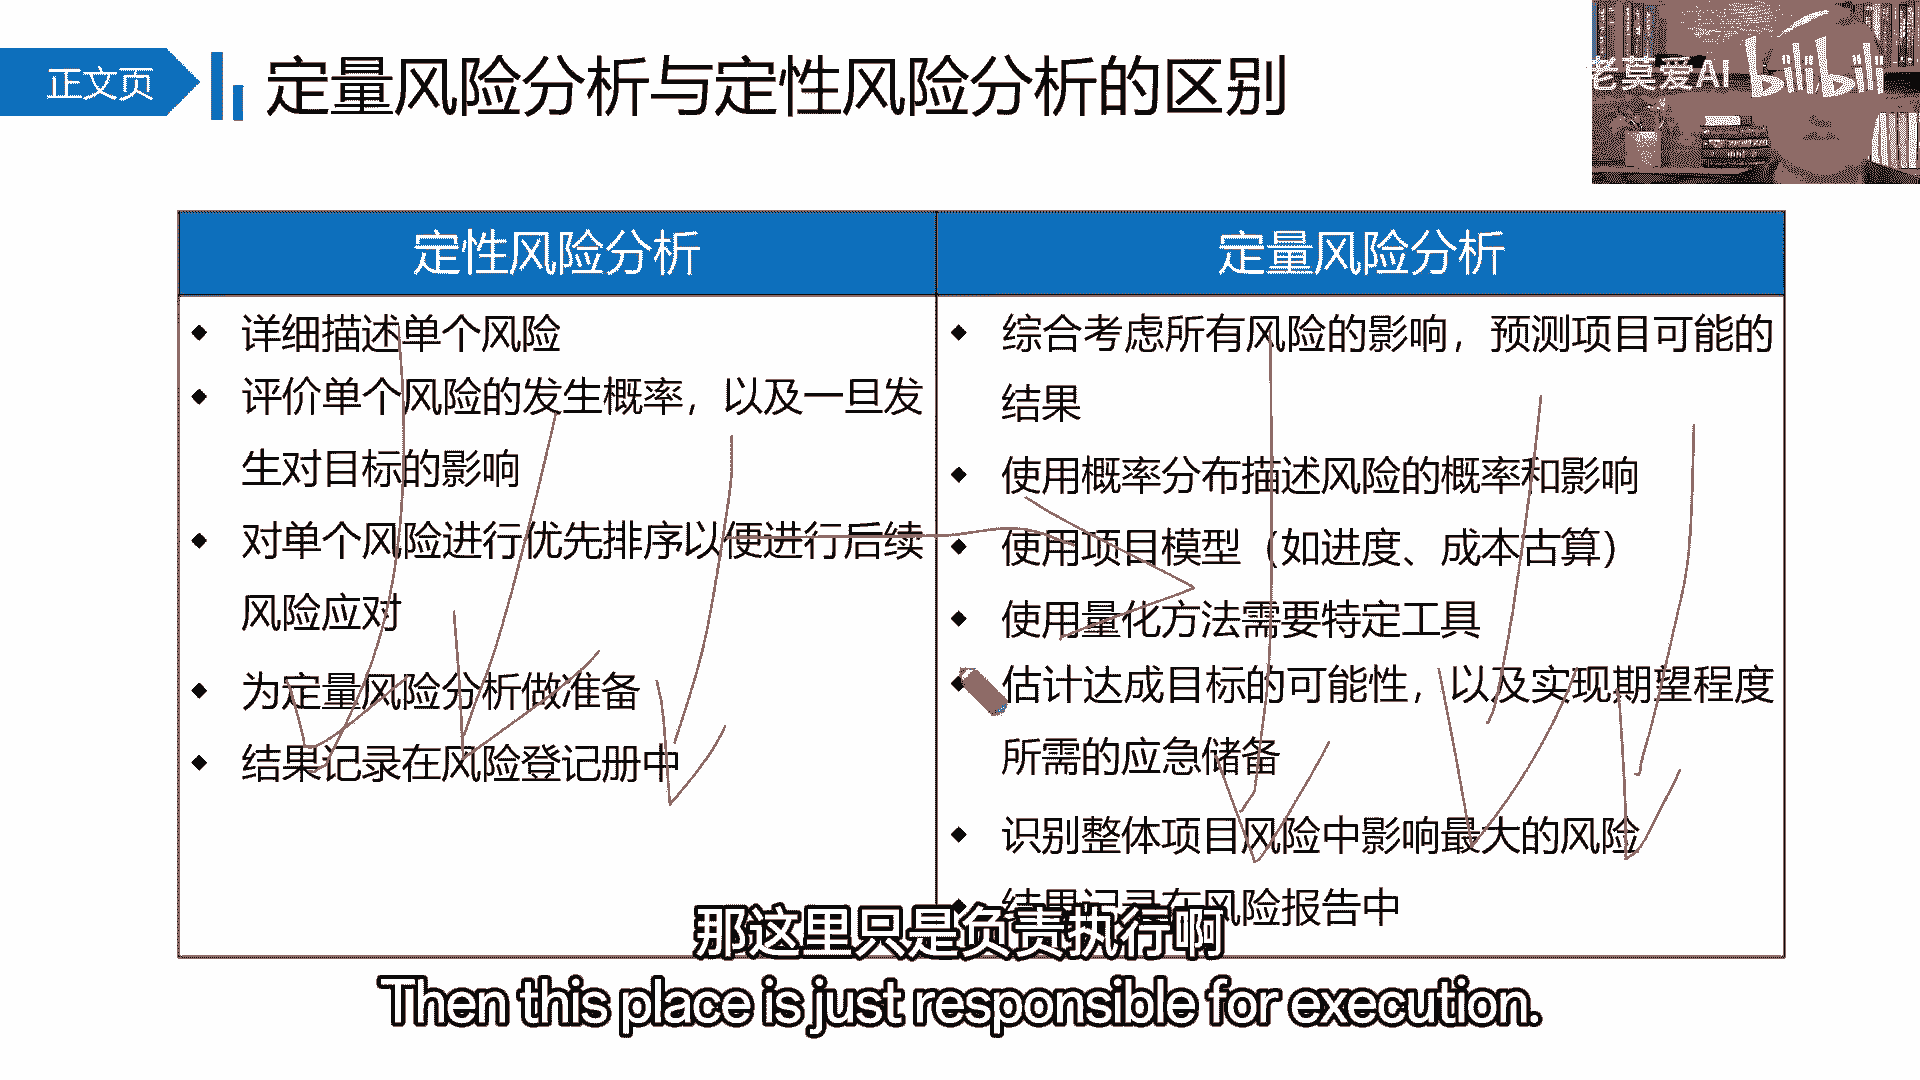 正文页
定量风险分析与定性风险分析的区别
老莫爱AI
bilibili
定性风险分析
定量风险分析
◆ 详细描述单个风险
◆ 评价单个风险的发生概率，以及一旦发
生对目标的影响
◆ 对单个风险进行优先排序以便进行后续
风险应对
◆ 为定量风险分析做准备
◆ 结果记录在风险登记册中
◆ 综合考虑所有风险的影响，预测项目可能的
结果
◆ 使用概率分布描述风险的概率和影响
◆ 使用项目模型（如进度、成本古算）
◆ 使用量化方法需要特定工具
◆ 估计达成目标的可能性，以及实现期望程度
所需的应急储备
◆ 识别整体项目风险中影响最大的风险
◆ 结果记录在风险报告中
那这里只是负责执行啊
Then this place is just responsible for execution.